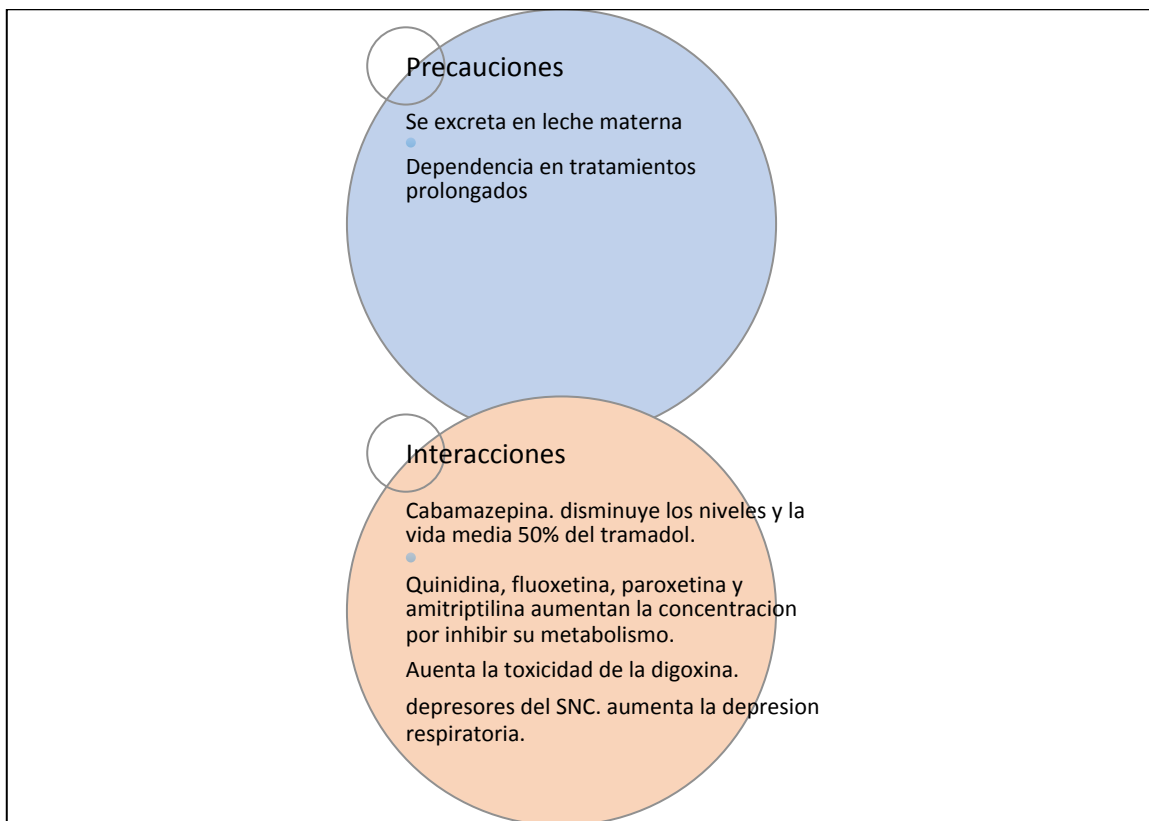 Precauciones
Se excreta en leche materna
Dependencia en tratamientos
prolongados
Interacciones
Cabamazepina. disminuye los niveles y la
vida media 50% del tramadol.
Quinidina, fluoxetina, paroxetina y
amitriptilina aumentan la concentracion
por inhibir su metabolismo.
Auenta la toxicidad de la digoxina.
depresores del SNC. aumenta la depresion
respiratoria.